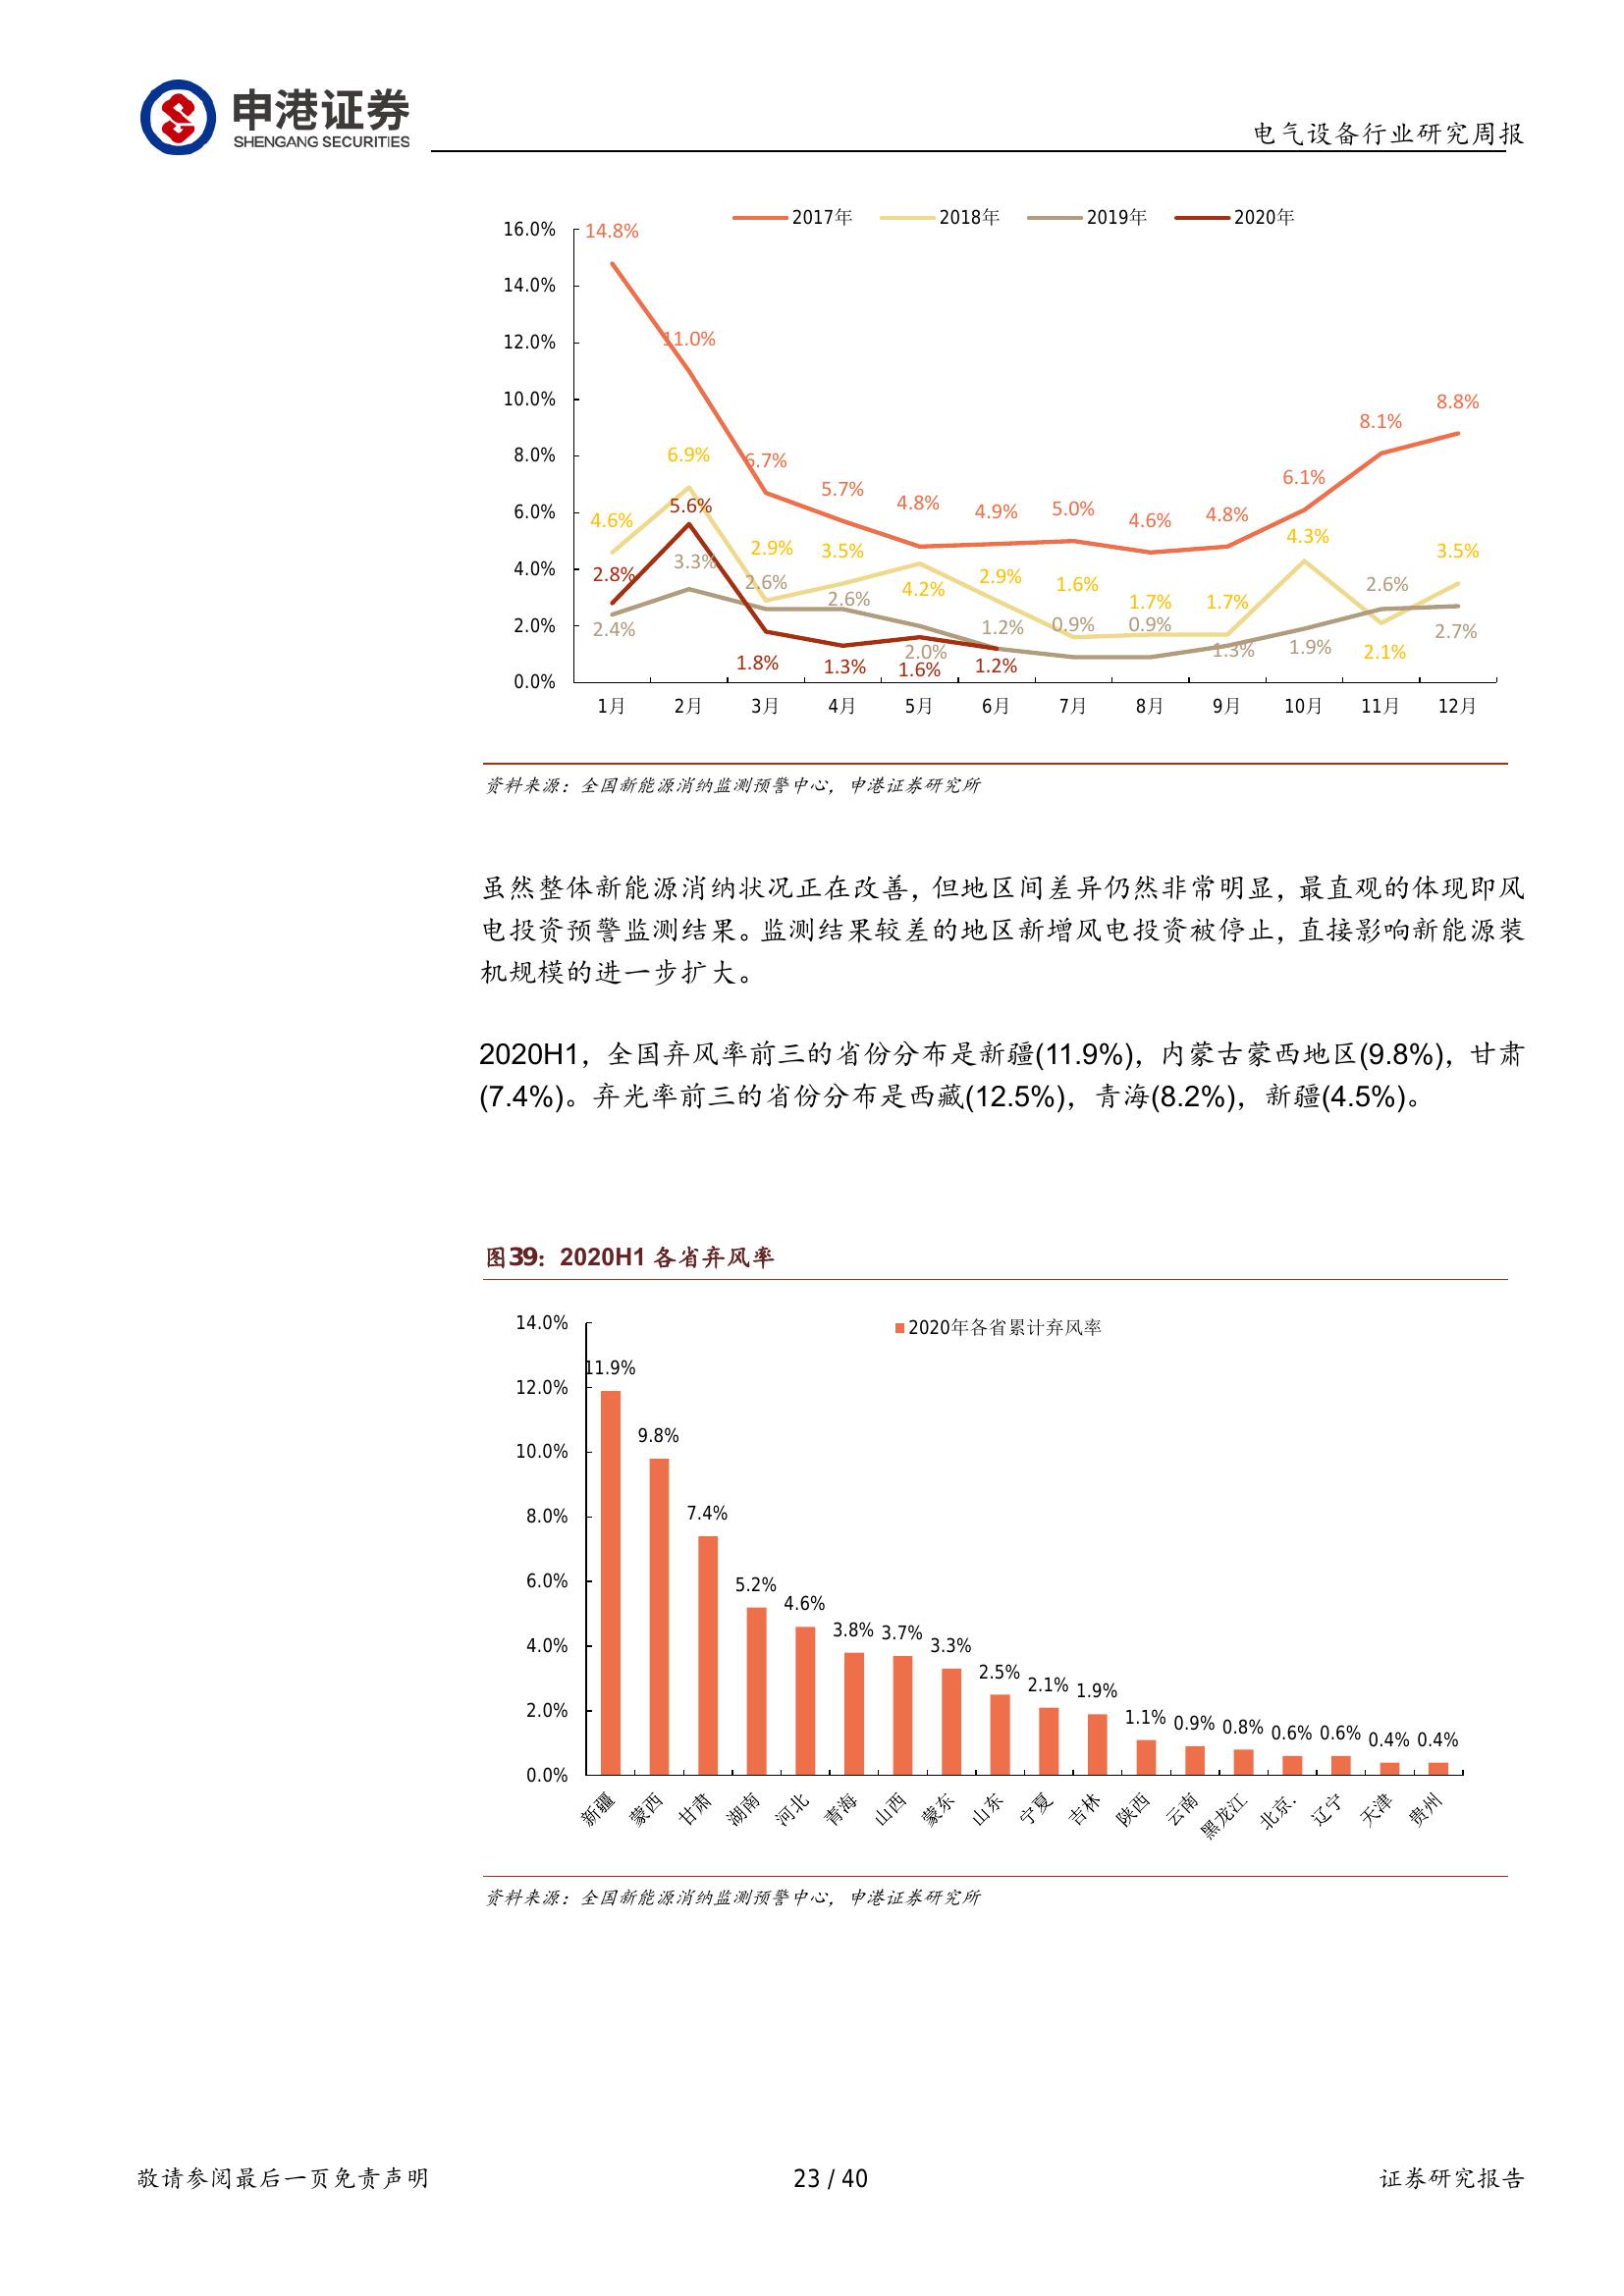 申港证券
SHENGANG SECURITIES
电气设备行业研究周报
2017年 2018年 2019年 2020年
16.0%
14.0%
12.0%
10.0%
8.0%
6.0%
4.0%
2.0%
0.0%
14.8% 11.0% 6.7% 5.7% 4.8% 4.9% 5.0% 4.6% 4.8% 6.1% 8.1% 8.8%
4.6% 6.9% 2.9% 3.5% 4.2% 2.9% 1.6% 1.7% 1.7% 4.3% 2.1% 3.5%
2.4% 3.3% 2.6% 2.6% 2.0% 1.2% 0.9% 0.9% 1.3% 1.9% 2.6% 2.7%
2.8% 5.6% 1.8% 1.3% 1.6% 1.2%
1月 2月 3月 4月 5月 6月 7月 8月 9月 10月 11月 12月
资料来源：全国新能源消纳监测预警中心，申港证券研究所
虽然整体新能源消纳状况正在改善，但地区间差异仍然非常明显，最直观的体现即风
电投资预警监测结果。监测结果较差的地区新增风电投资被停止，直接影响新能源装
机规模的进一步扩大。
2020H1，全国弃风率前三的省份分布是新疆(11.9%)，内蒙古蒙西地区(9.8%)，甘肃
(7.4%)。弃光率前三的省份分布是西藏(12.5%)，青海(8.2%)，新疆(4.5%)。
图39：2020H1 各省弃风率
2020年各省累计弃风率
14.0%
12.0%
10.0%
8.0%
6.0%
4.0%
2.0%
0.0%
11.9% 9.8% 7.4% 5.2% 4.6% 3.8% 3.7% 3.3% 2.5% 2.1% 1.9% 1.1% 0.9% 0.8% 0.6% 0.6% 0.4% 0.4%
新疆 蒙西 甘肃 湖南 河北 青海 山西 蒙东 山东 宁夏 吉林 陕西 云南 黑龙江 北京. 辽宁 天津 贵州
资料来源：全国新能源消纳监测预警中心，申港证券研究所
敬请参阅最后一页免责声明 23 / 40 证券研究报告